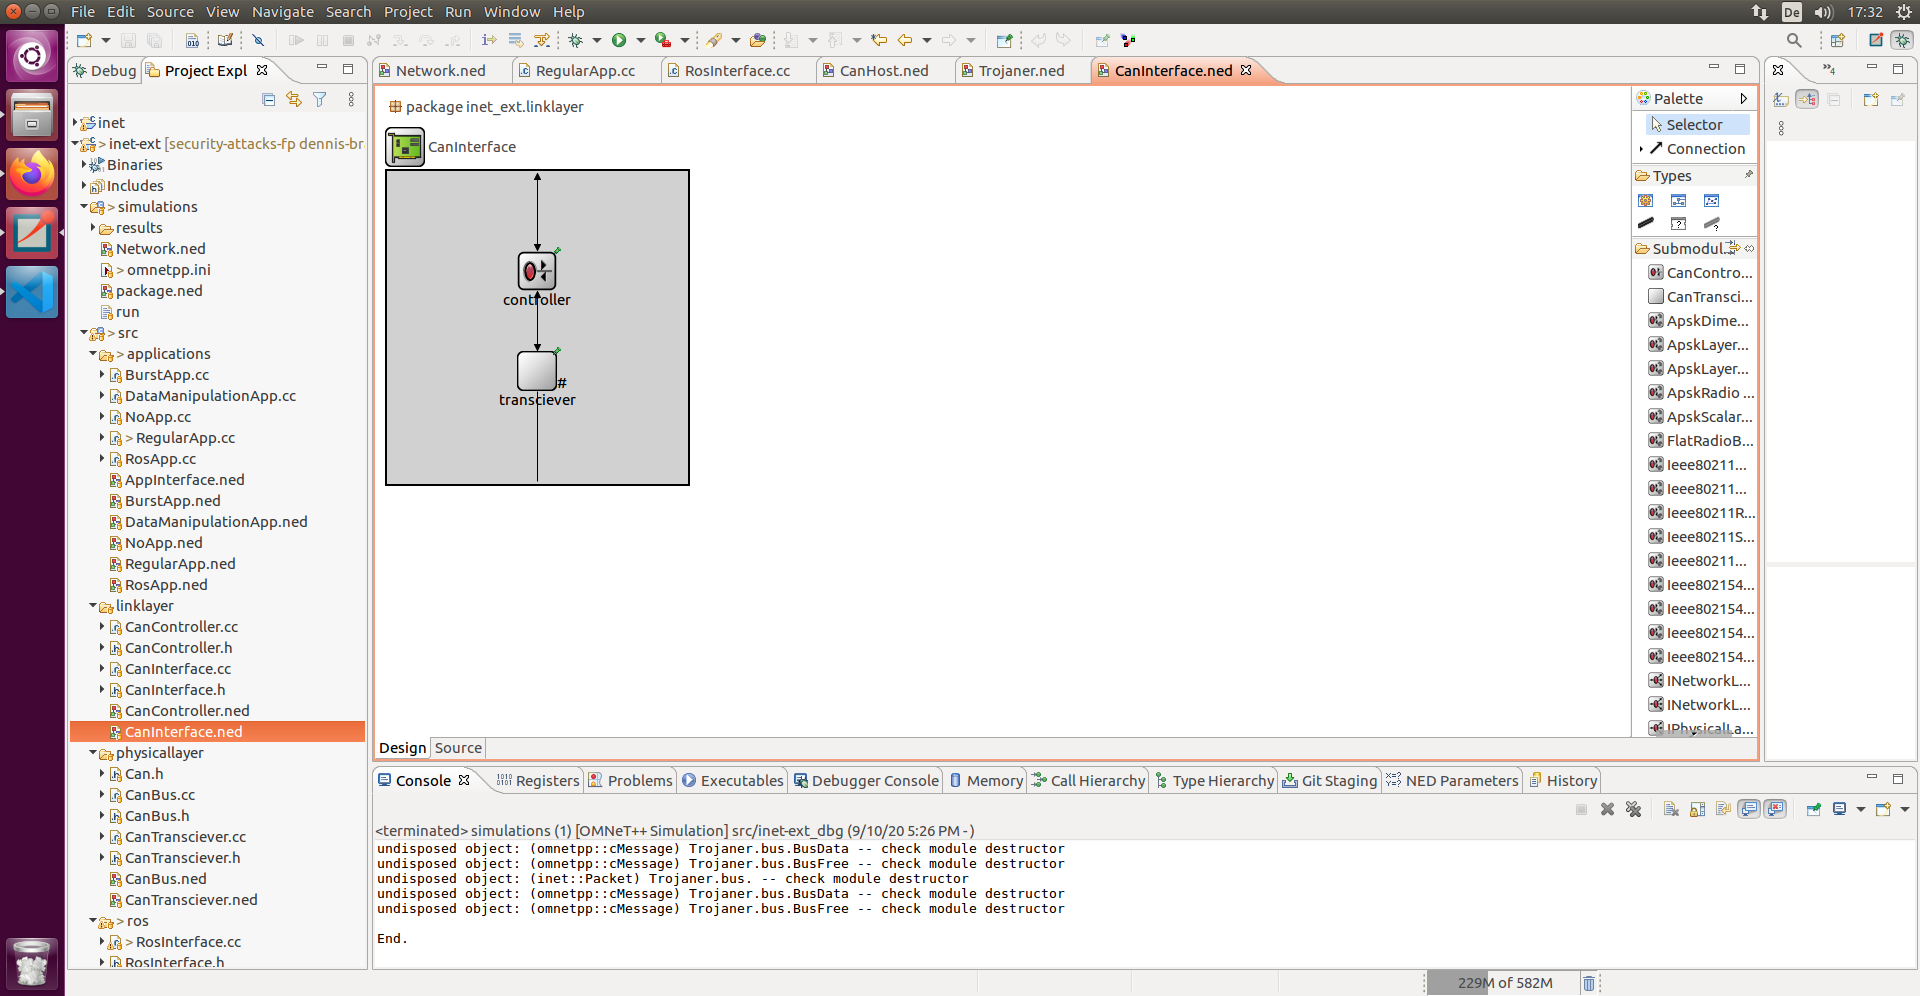 File Edit Source View Navigate Search Project Run Window Help
De 17:32
Debug Project Expl
inet
> inet-ext [security-attacks-fp dennis-br
Binaries
Includes
> simulations
results
Network.ned
> omnetpp.ini
package.ned
run
> src
> applications
BurstApp.cc
DataManipulationApp.cc
NoApp.cc
> RegularApp.cc
RosApp.cc
AppInterface.ned
BurstApp.ned
DataManipulationApp.ned
NoApp.ned
RegularApp.ned
RosApp.ned
linklayer
CanController.cc
CanController.h
CanInterface.cc
CanInterface.h
CanController.ned
CanInterface.ned
physicallayer
Can.h
CanBus.cc
CanBus.h
CanTransciever.cc
CanTransciever.h
CanBus.ned
CanTransciever.ned
> ros
> RosInterface.cc
RosInterface.h
Network.ned RegularApp.cc RosInterface.cc CanHost.ned Trojaner.ned CanInterface.ned
package inet_ext.linklayer
CanInterface
controller
#
transciever
Palette
Selector
Connection
Types
Submodul...
CanContro...
CanTransci...
ApskDime...
ApskLayer...
ApskLayer...
ApskRadio ...
ApskScalar...
FlatRadioB...
Ieee80211...
Ieee80211...
Ieee80211R...
Ieee80211S...
Ieee80211...
Ieee802154...
Ieee802154...
Ieee802154...
Ieee802154...
INetworkL...
INetworkL...
IPhysicalLa...
»4
Design Source
Console Registers Problems Executables Debugger Console Memory Call Hierarchy Type Hierarchy Git Staging NED Parameters History
<terminated> simulations (1) [OMNeT++ Simulation] src/inet-ext_dbg (9/10/20 5:26 PM - )
undisposed object: (omnetpp::cMessage) Trojaner.bus.BusData -- check module destructor
undisposed object: (omnetpp::cMessage) Trojaner.bus.BusFree -- check module destructor
undisposed object: (inet::Packet) Trojaner.bus. -- check module destructor
undisposed object: (omnetpp::cMessage) Trojaner.bus.BusData -- check module destructor
undisposed object: (omnetpp::cMessage) Trojaner.bus.BusFree -- check module destructor
End.
229M of 582M